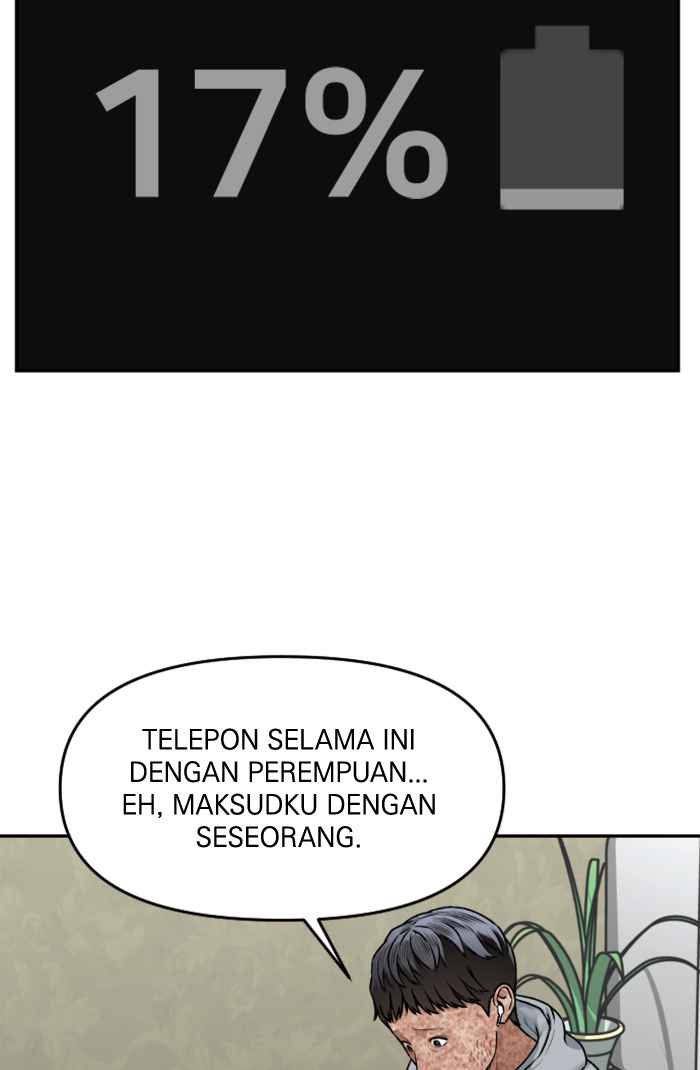 17%
TELEPON SELAMA INI
DENGAN PEREMPUAN...
EH, MAKSUDKU DENGAN
SESEORANG.